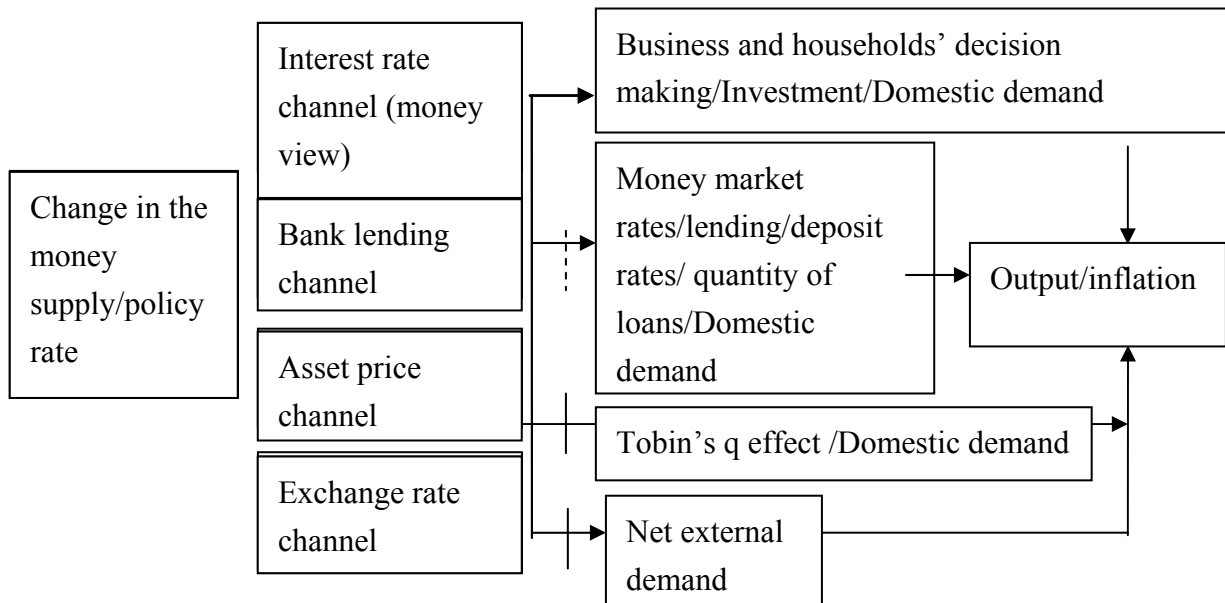 Change in the
money
supply/policy
rate
Interest rate
channel (money
view)
Bank lending
channel
Asset price
channel
Exchange rate
channel
Business and households’ decision
making/Investment/Domestic demand
Money market
rates/lending/deposit
rates/ quantity of
loans/Domestic
demand
Tobin’s q effect /Domestic demand
Net external
demand
Output/inflation